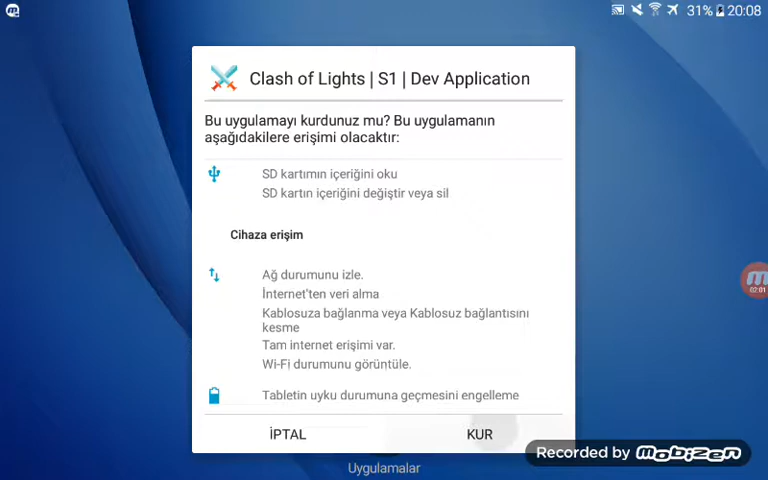 31% 20:08
Clash of Lights | S1 | Dev Application
Bu uygulamayı kurdunuz mu? Bu uygulamanın
aşağıdakilere erişimi olacaktır:
SD kartımın içeriğini oku
SD kartın içeriğini değiştir veya sil
Cihaza erişim
Ağ durumunu izle.
İnternet'ten veri alma
Kablosuza bağlanma veya Kablosuz bağlantısını
kesme
Tam internet erişimi var.
Wi-Fi durumunu görüntüle.
Tabletin uyku durumuna geçmesini engelleme
İPTAL
KUR
02:01
Recorded by mobizen
Uygulamalar